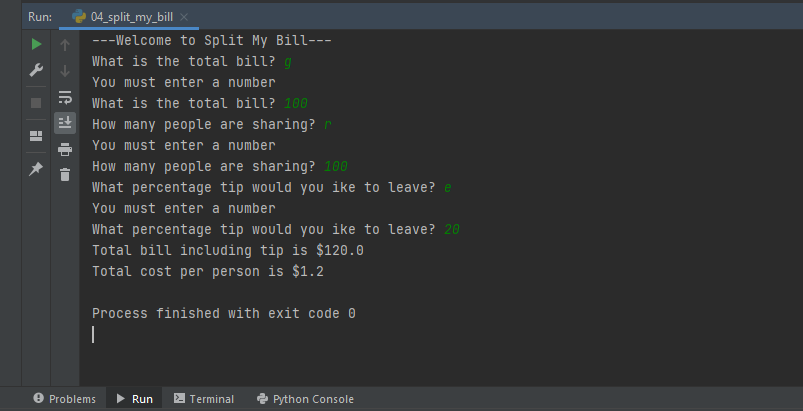 Run: 04_split_my_bill
---Welcome to Split My Bill---
What is the total bill? g
You must enter a number
What is the total bill? 100
How many people are sharing? r
You must enter a number
How many people are sharing? 100
What percentage tip would you ike to leave? e
You must enter a number
What percentage tip would you ike to leave? 20
Total bill including tip is $120.0
Total cost per person is $1.2
Process finished with exit code 0
Problems Run Terminal Python Console